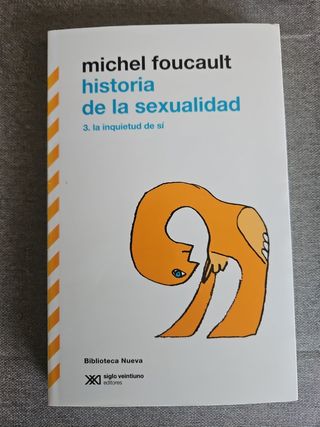 michel foucault
historia
de la sexualidad
3. la inquietud de sí
Biblioteca Nueva
siglo veintiuno
editores